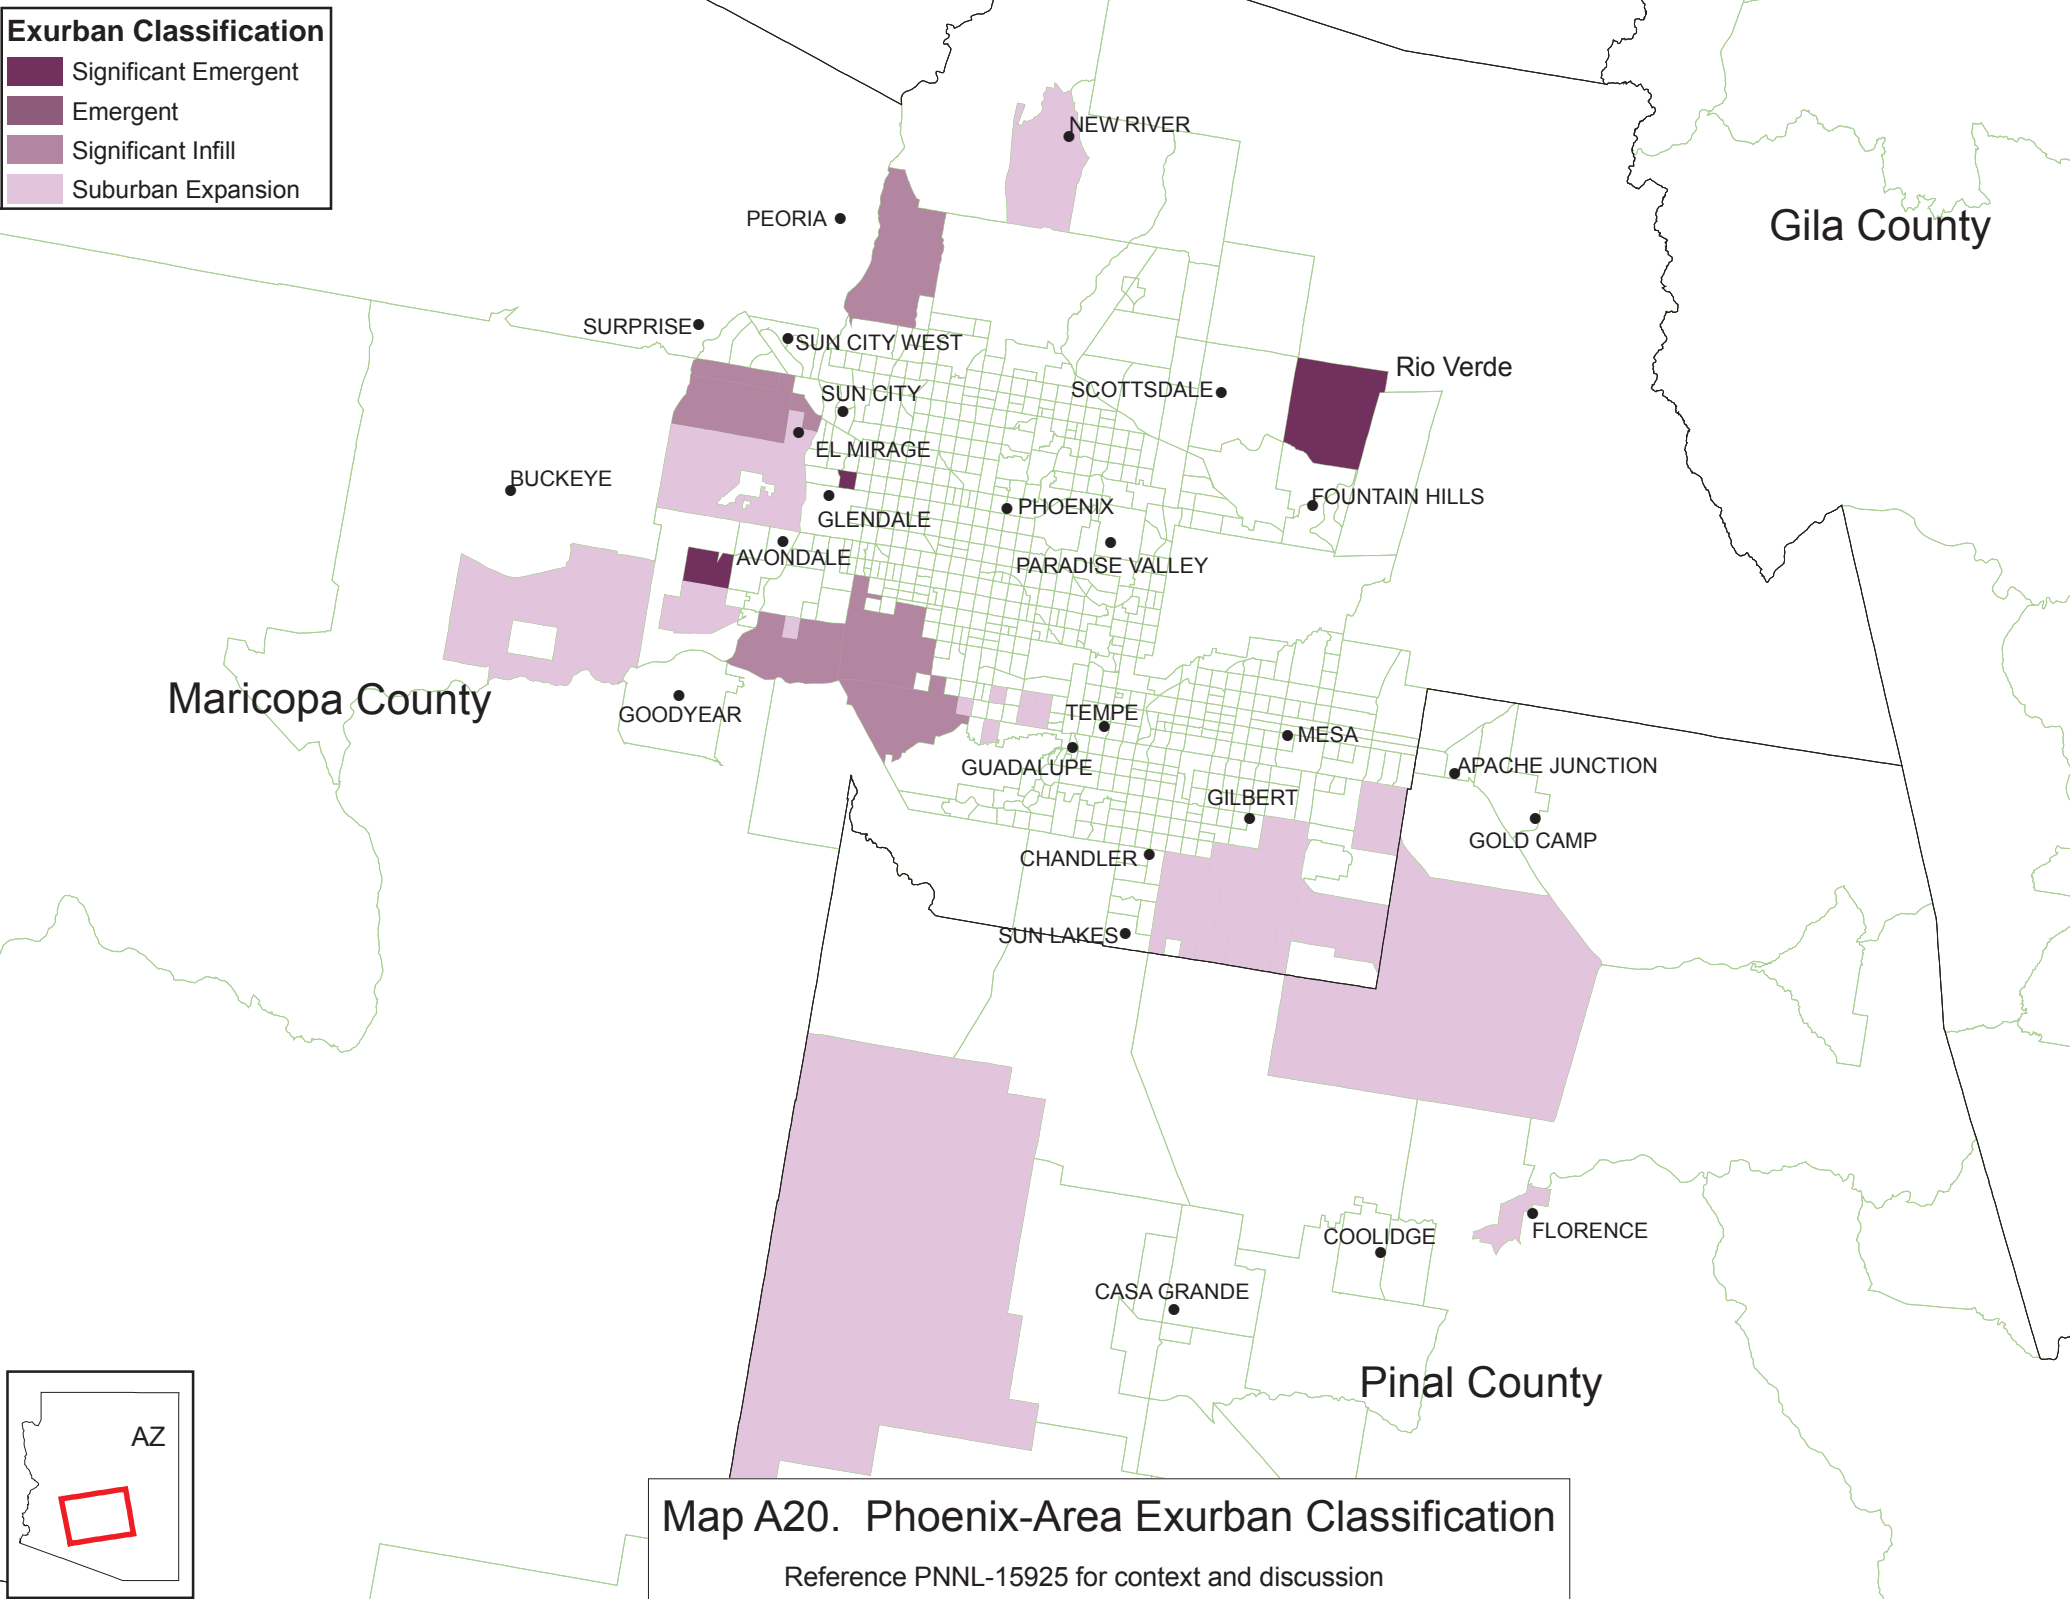 Exurban Classification
Significant Emergent
Emergent
Significant Infill
Suburban Expansion
NEW RIVER
Gila County
PEORIA
SURPRISE
SUN CITY WEST
Rio Verde
SCOTTSDALE
SUN CITY
EL MIRAGE
BUCKEYE
FOUNTAIN HILLS
PHOENIX
GLENDALE
AVONDALE
PARADISE VALLEY
Maricopa County
GOODYEAR
TEMPE
MESA
GUADALUPE
APACHE JUNCTION
GILBERT
GOLD CAMP
CHANDLER
SUN LAKES
FLORENCE
COOLIDGE
CASA GRANDE
Pinal County
AZ
Map A20. Phoenix-Area Exurban Classification
Reference PNNL-15925 for context and discussion